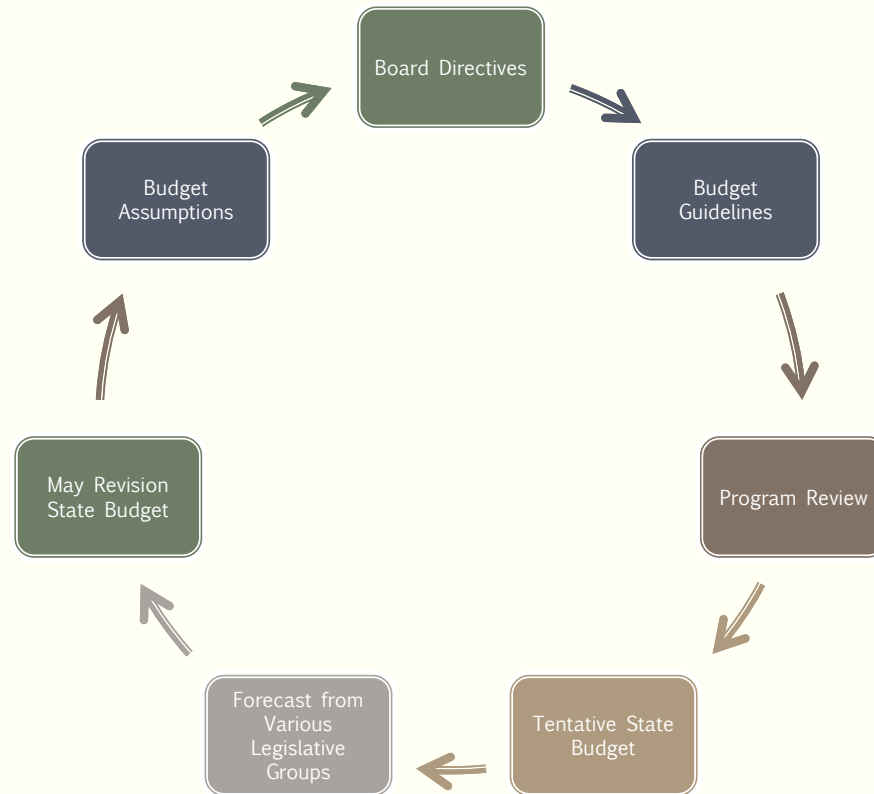 Board Directives
Budget
Guidelines
Program Review
Tentative State
Budget
Forecast from
Various
Legislative
Groups
May Revision
State Budget
Budget
Assumptions